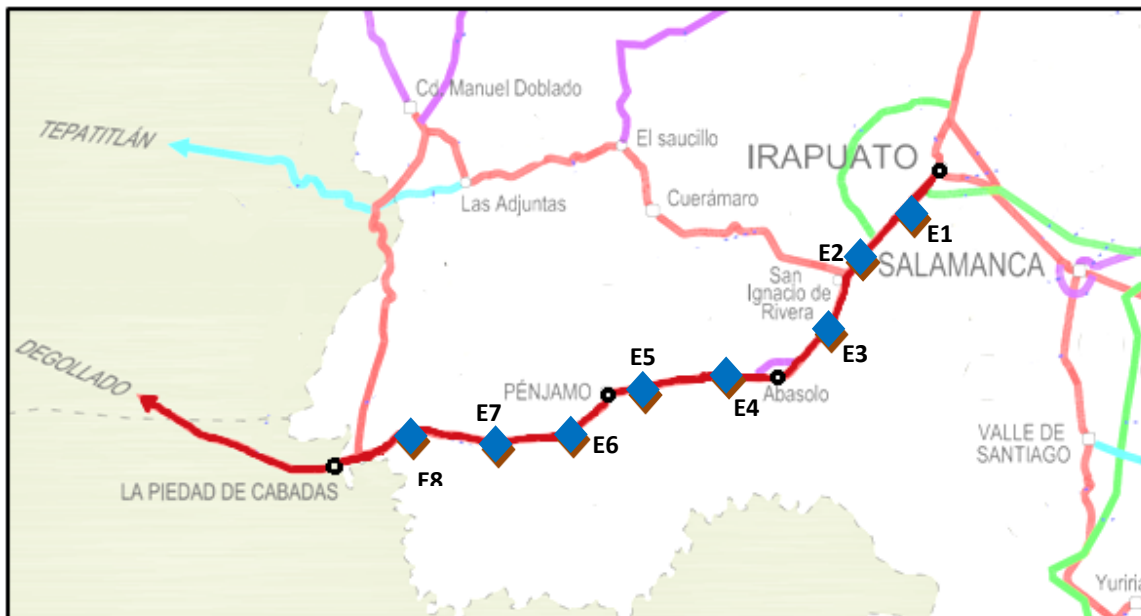 Cd. Manuel Doblado
TEPATITLÁN
El saucillo
IRAPUATO
Las Adjuntas
Cuerámaro
E1
E2
SALAMANCA
San
Ignacio de
Rivera
E3
DEGOLLADO
E5
PÉNJAMO
Abasolo
E4
E7
E6
VALLE DE
SANTIAGO
E8
LA PIEDAD DE CABADAS